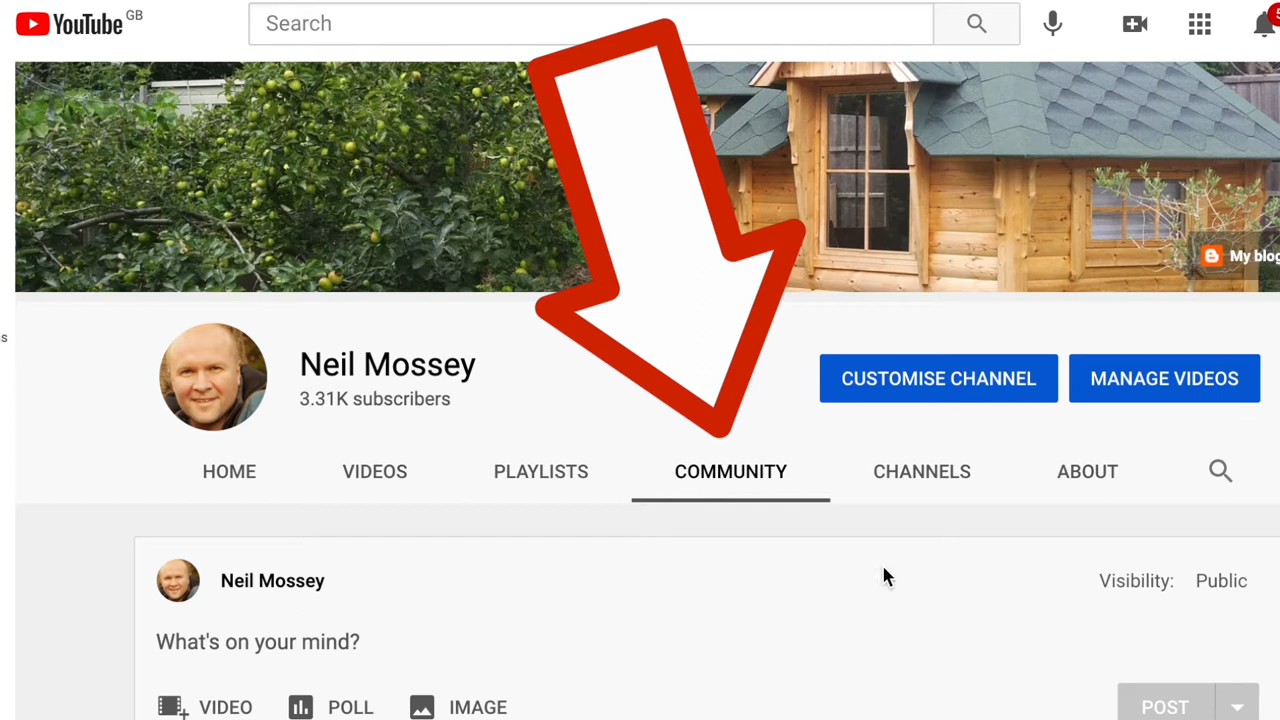 YouTube GB
Search
5
My blog
s
Neil Mossey
3.31K subscribers
CUSTOMISE CHANNEL
MANAGE VIDEOS
HOME VIDEOS PLAYLISTS COMMUNITY CHANNELS ABOUT
Neil Mossey
Visibility: Public
What's on your mind?
VIDEO POLL IMAGE
POST